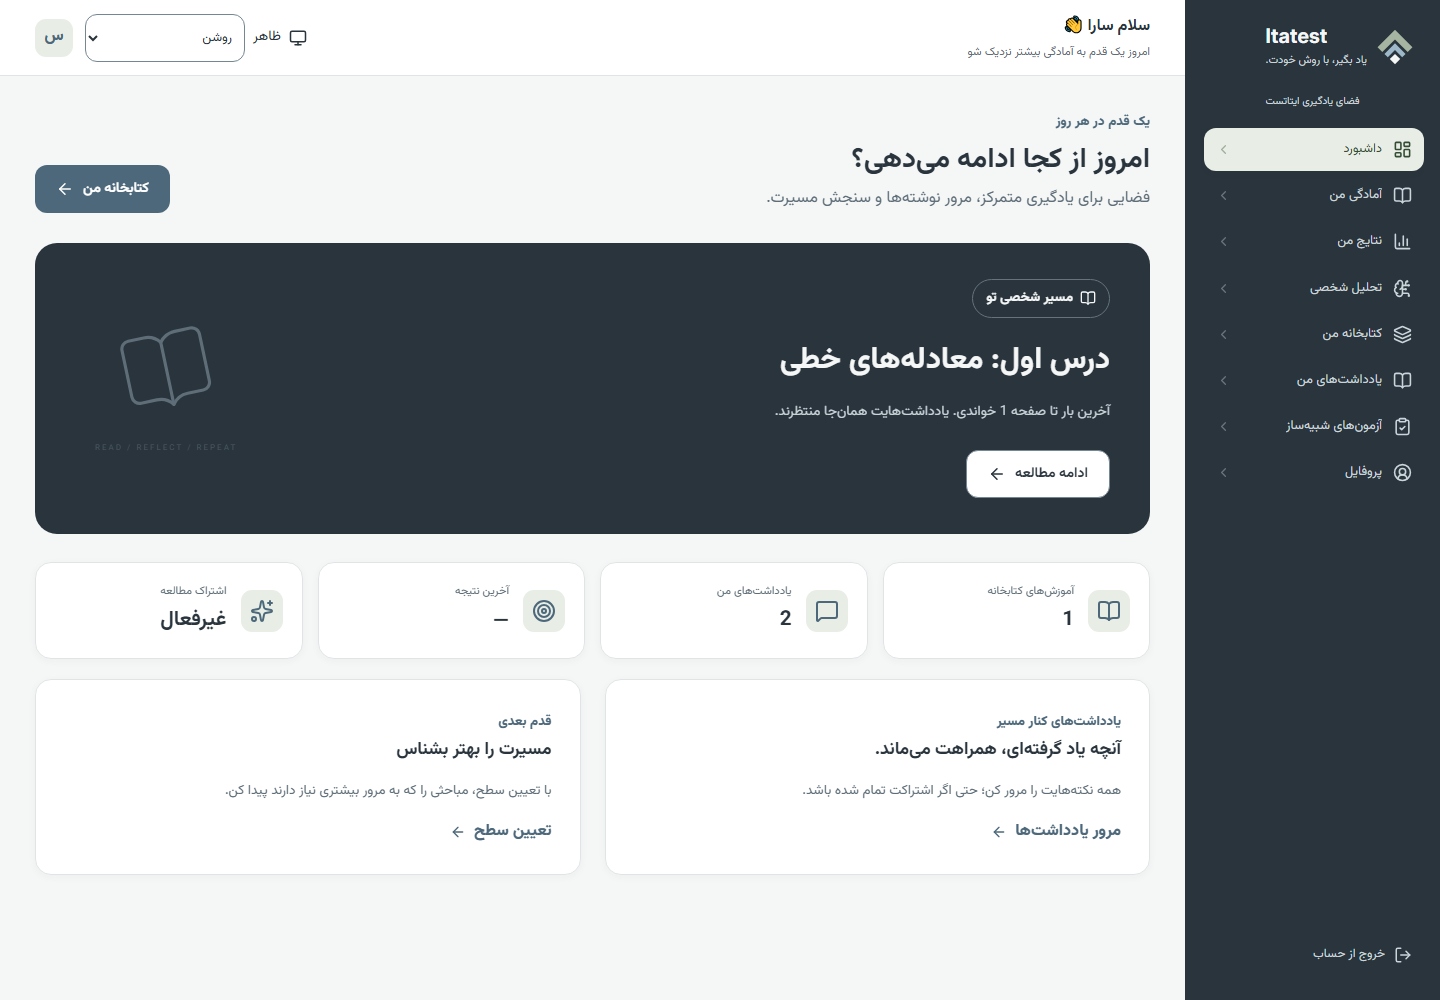 Itatest
یاد بگیر، با روش خودت.
فضای یادگیری ایتاتست
داشبورد
آمادگی من
نتایج من
تحلیل شخصی
کتابخانه من
یادداشت‌های من
آزمون‌های شبیه‌ساز
پروفایل
خروج از حساب
سلام سارا 👋
امروز یک قدم به آمادگی بیشتر نزدیک شو
ظاهر
روشن
س
یک قدم در هر روز
امروز از کجا ادامه می‌دهی؟
فضایی برای یادگیری متمرکز، مرور نوشته‌ها و سنجش مسیرت.
کتابخانه من
مسیر شخصی تو
درس اول: معادله‌های خطی
آخرین بار تا صفحه 1 خواندی. یادداشت‌هایت همان‌جا منتظرند.
ادامه مطالعه
READ / REFLECT / REPEAT
آموزش‌های کتابخانه
1
یادداشت‌های من
2
آخرین نتیجه
—
اشتراک مطالعه
غیرفعال
یادداشت‌های کنار مسیر
آنچه یاد گرفته‌ای، همراهت می‌ماند.
همه نکته‌هایت را مرور کن؛ حتی اگر اشتراکت تمام شده باشد.
مرور یادداشت‌ها
قدم بعدی
مسیرت را بهتر بشناس
با تعیین سطح، مباحثی را که به مرور بیشتری نیاز دارند پیدا کن.
تعیین سطح